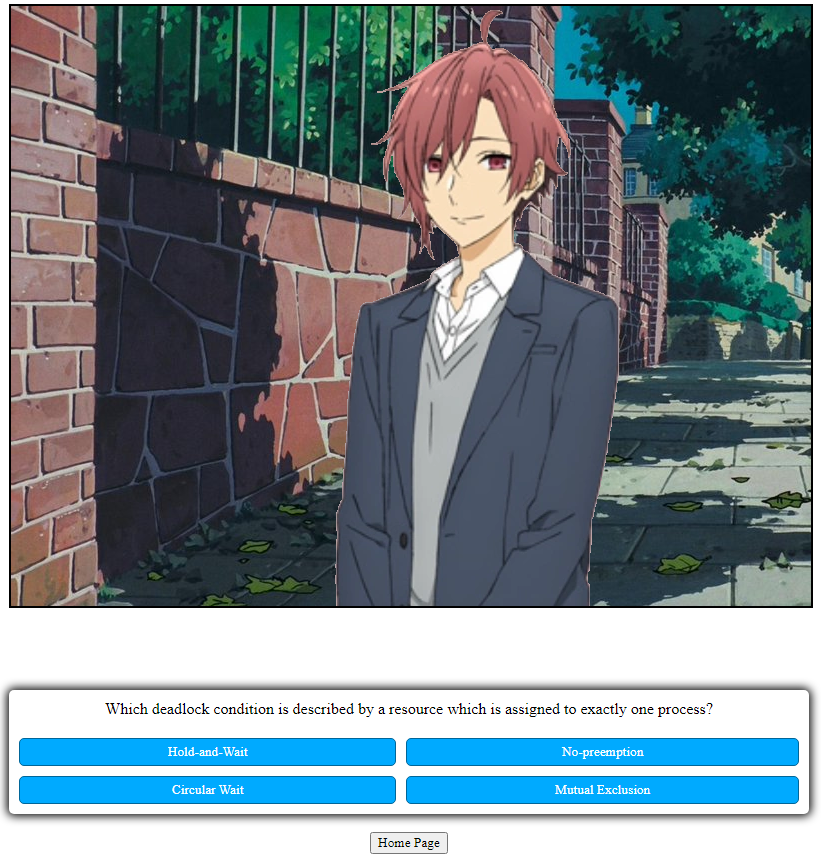 Which deadlock condition is described by a resource which is assigned to exactly one process?
Hold-and-Wait
No-preemption
Circular Wait
Mutual Exclusion
Home Page